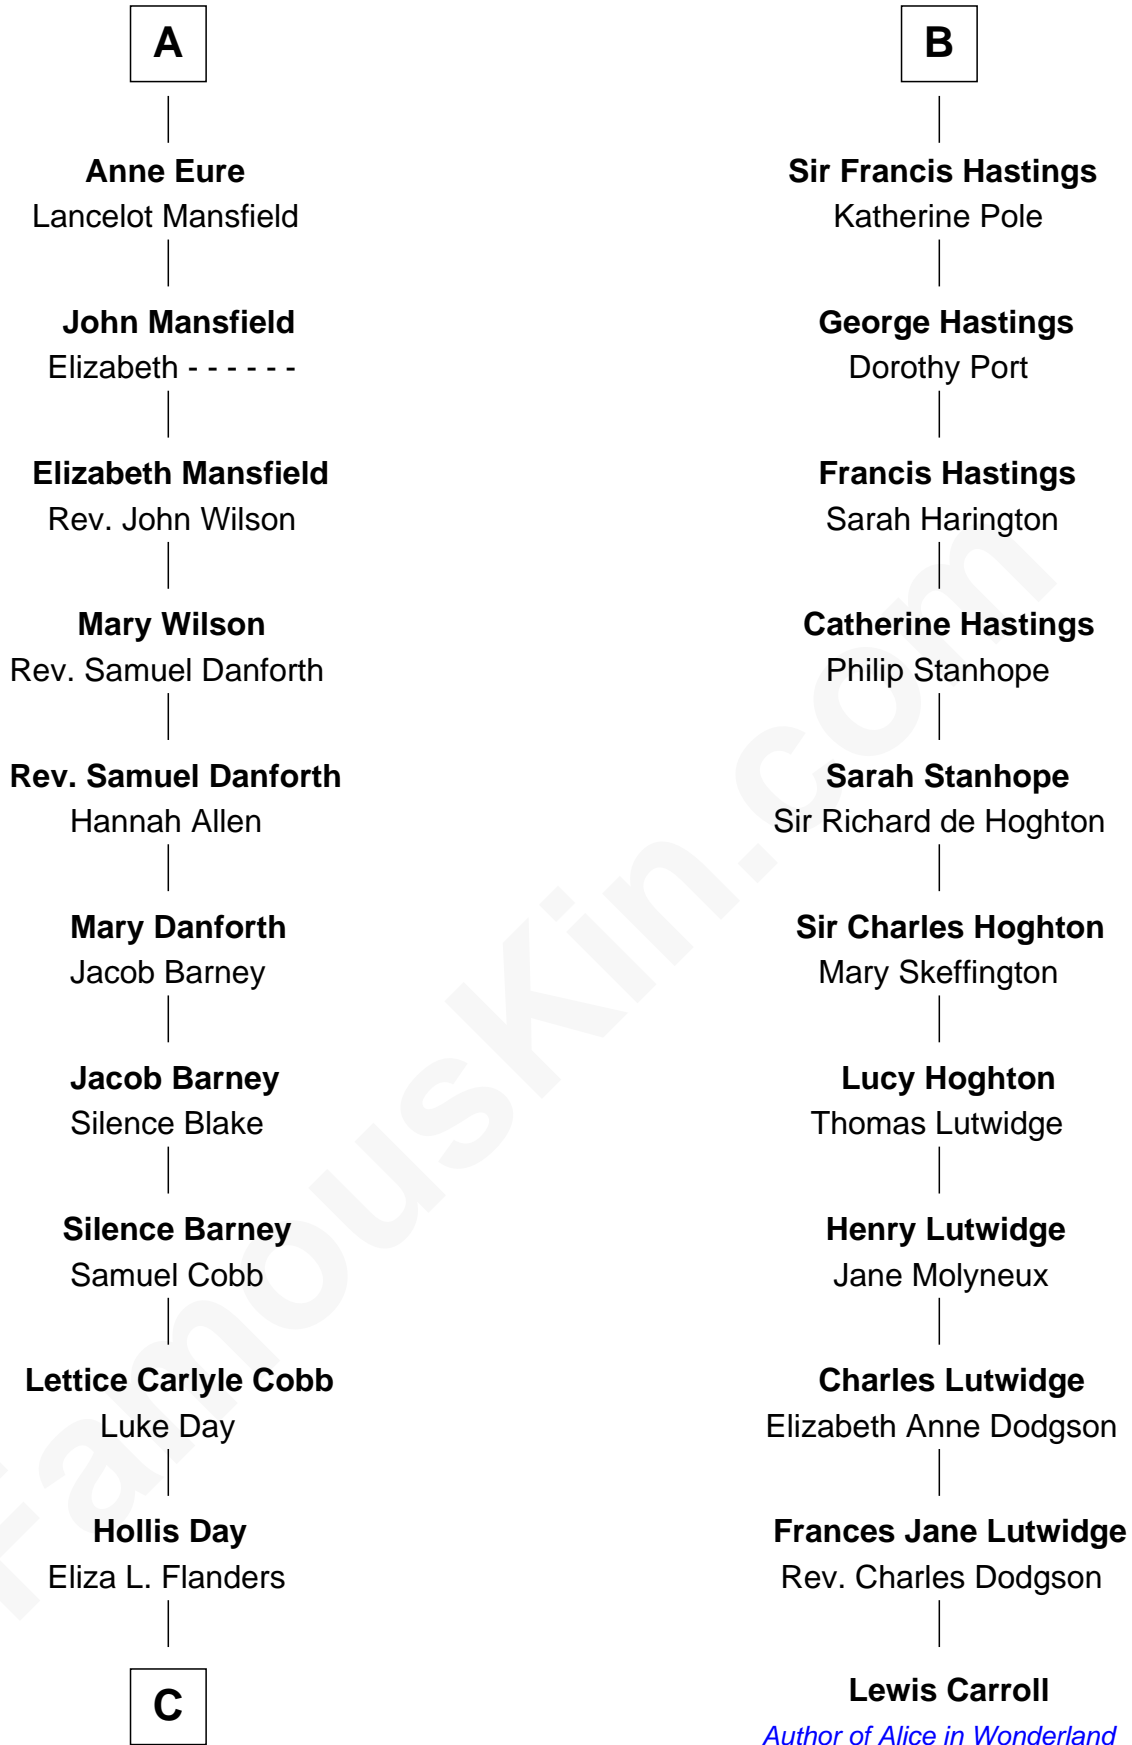 A
Anne Eure
Lancelot Mansfield
John Mansfield
Elizabeth - - - - - -
Elizabeth Mansfield
Rev. John Wilson
Mary Wilson
Rev. Samuel Danforth
Rev. Samuel Danforth
Hannah Allen
Mary Danforth
Jacob Barney
Jacob Barney
Silence Blake
Silence Barney
Samuel Cobb
Lettice Carlyle Cobb
Luke Day
Hollis Day
Eliza L. Flanders
C
B
Sir Francis Hastings
Katherine Pole
George Hastings
Dorothy Port
Francis Hastings
Sarah Harington
Catherine Hastings
Philip Stanhope
Sarah Stanhope
Sir Richard de Hoghton
Sir Charles Hoghton
Mary Skeffington
Lucy Hoghton
Thomas Lutwidge
Henry Lutwidge
Jane Molyneux
Charles Lutwidge
Elizabeth Anne Dodgson
Frances Jane Lutwidge
Rev. Charles Dodgson
Lewis Carroll
Author of Alice in Wonderland
FamousKin.com